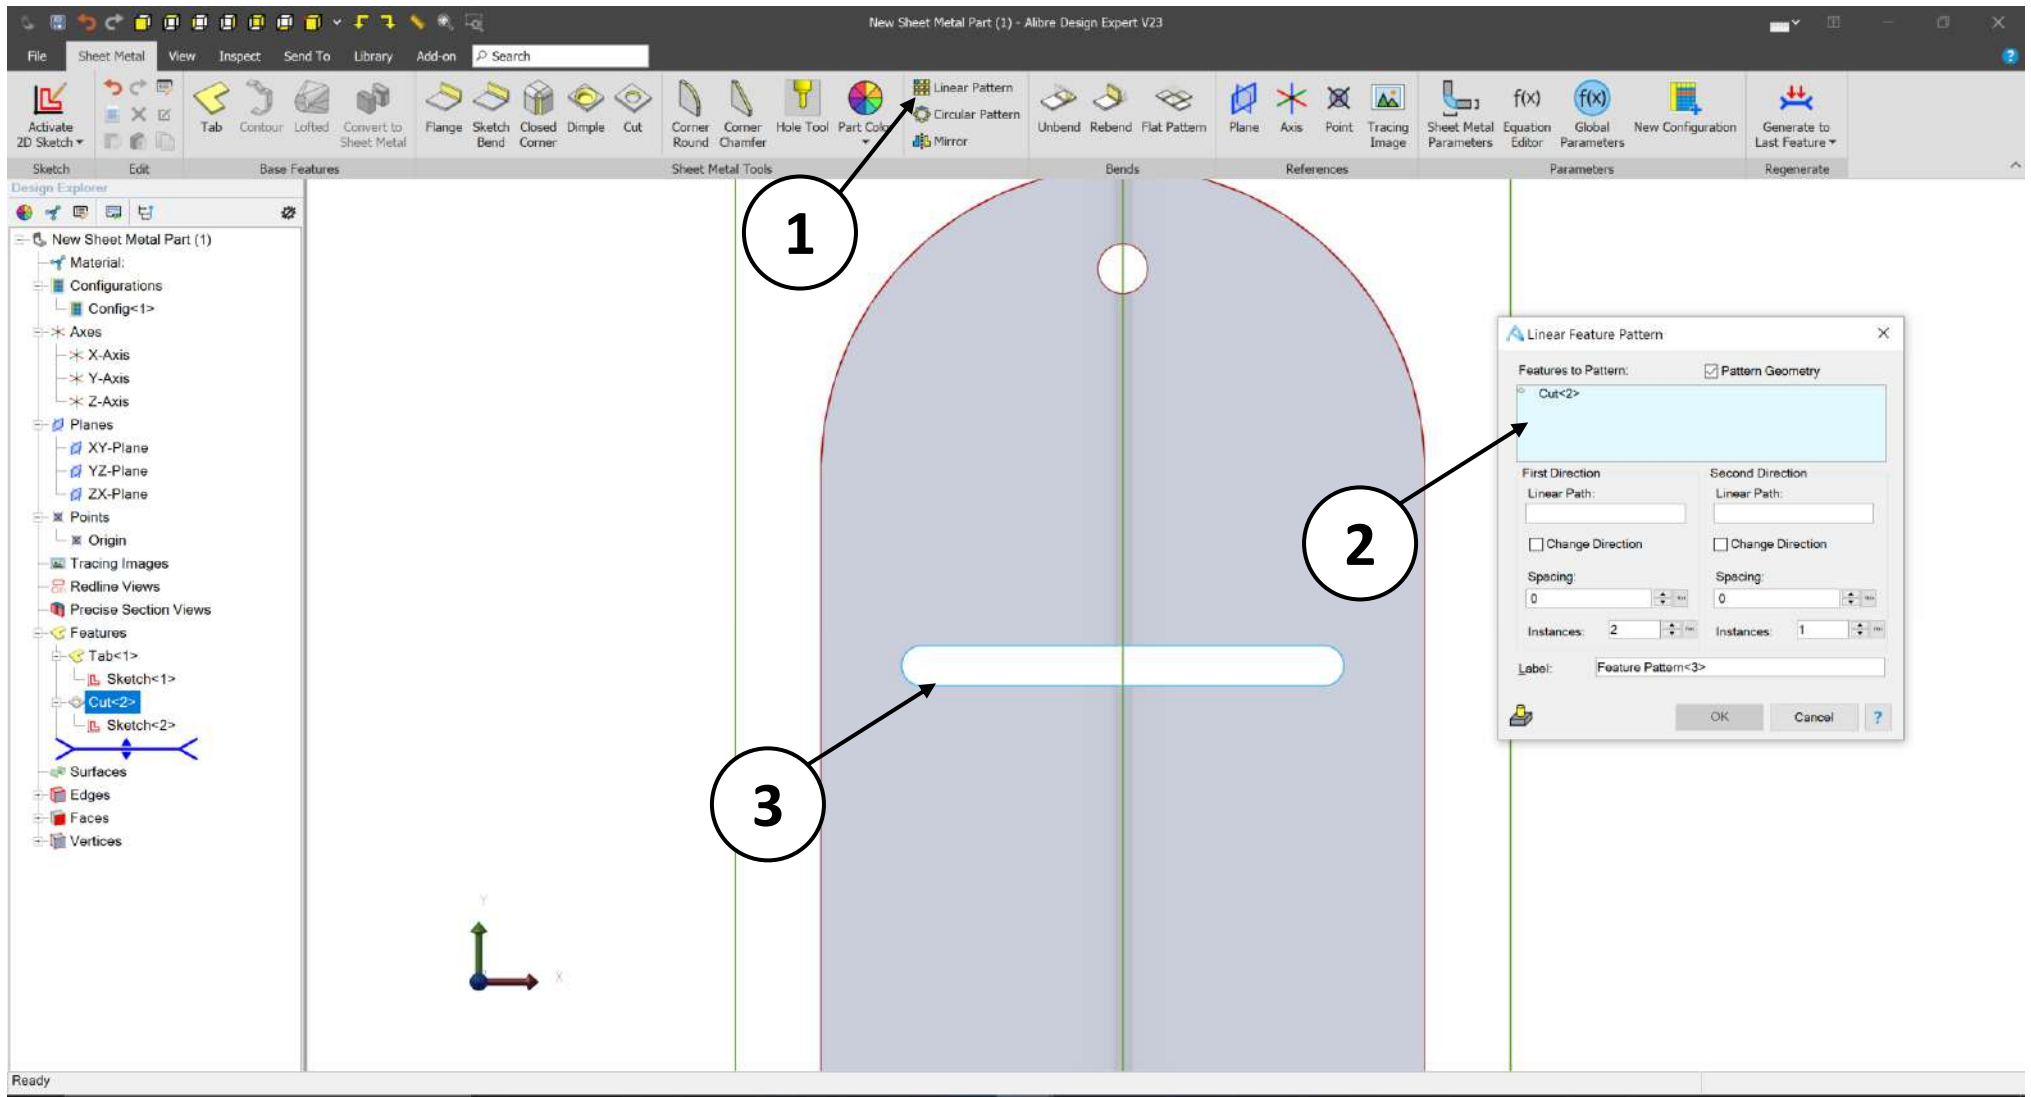 New Sheet Metal Part (1) - Alibre Design Expert V23
File Sheet Metal View Inspect Send To Library Add-on Search
Activate 2D Sketch
Tab Contour Lofted Convert to Sheet Metal
Flange Sketch Bend Closed Corner Dimple Cut
Corner Round Corner Chamfer Hole Tool Part Color
Linear Pattern
Circular Pattern
Mirror
Unbend Rebend Flat Pattern
Plane Axis Point Tracing Image
Sheet Metal Parameters f(x) Equation Editor f(x) Global Parameters New Configuration
Generate to Last Feature
Sketch Edit Base Features Sheet Metal Tools Bends References Parameters Regenerate
Design Explorer
New Sheet Metal Part (1)
Material:
Configurations
Config<1>
Axes
X-Axis
Y-Axis
Z-Axis
Planes
XY-Plane
YZ-Plane
ZX-Plane
Points
Origin
Tracing Images
Redline Views
Precise Section Views
Features
Tab<1>
Sketch<1>
Cut<2>
Sketch<2>
Surfaces
Edges
Faces
Vertices
1
2
3
Y
X
Linear Feature Pattern
Features to Pattern: Pattern Geometry
Cut<2>
First Direction Second Direction
Linear Path: Linear Path:
Change Direction Change Direction
Spacing: Spacing:
0 0
Instances: 2 Instances: 1
Label: Feature Pattern<3>
OK Cancel ?
Ready